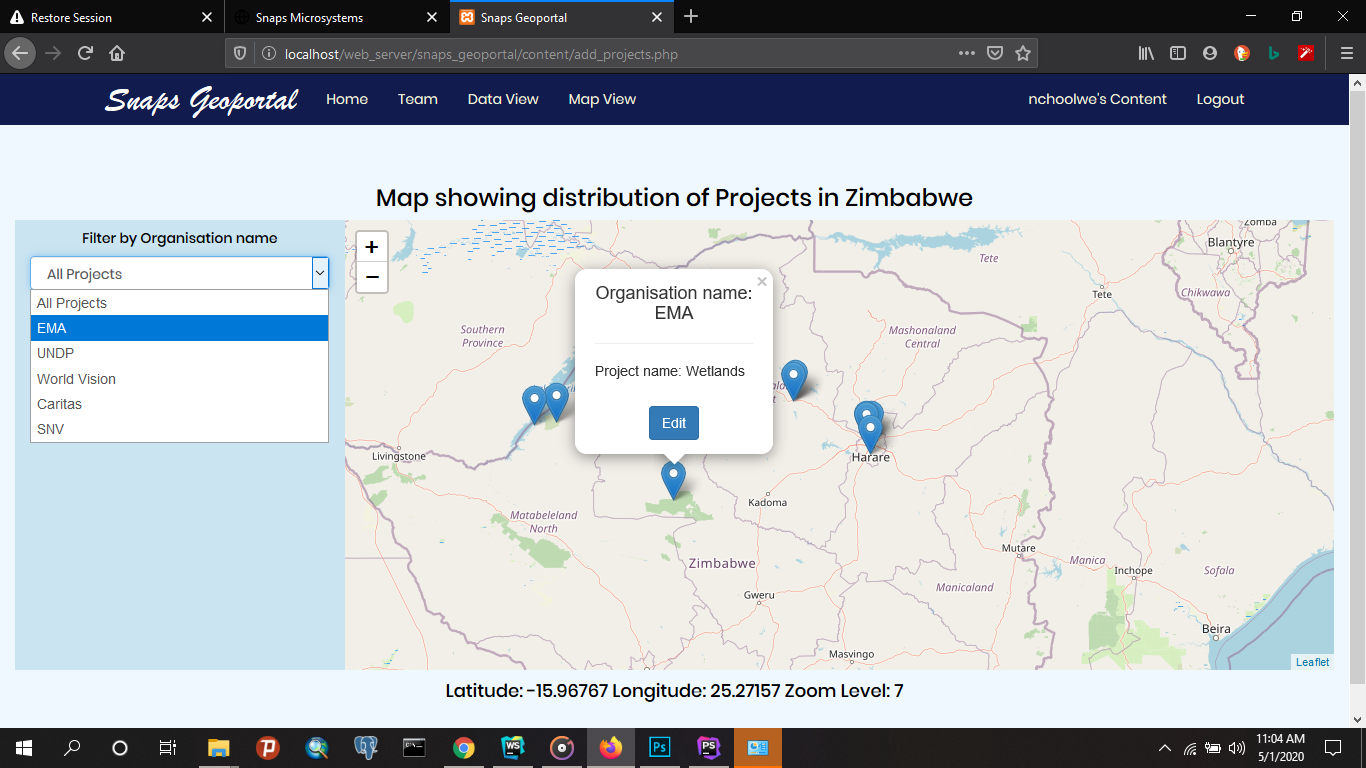 Restore Session
Snaps Microsystems
Snaps Geoportal
localhost/web_server/snaps_geoportal/content/add_projects.php
Snaps Geoportal
Home
Team
Data View
Map View
nchoolwe's Content
Logout
Map showing distribution of Projects in Zimbabwe
Filter by Organisation name
All Projects
All Projects
EMA
UNDP
World Vision
Caritas
SNV
+
−
Organisation name:
EMA
×
Project name: Wetlands
Edit
Zomba
Blantyre
Tete
Tete
Chikwawa
Southern
Province
Mashonaland
Central
Livingstone
Harare
Kadoma
Matabeleland
North
Zimbabwe
Mutare
Manica
Inchope
Sofala
Gweru
Manicaland
Beira
Masvingo
Leaflet
Latitude: -15.96767 Longitude: 25.27157 Zoom Level: 7
WS
Ps
PS
11:04 AM
5/1/2020